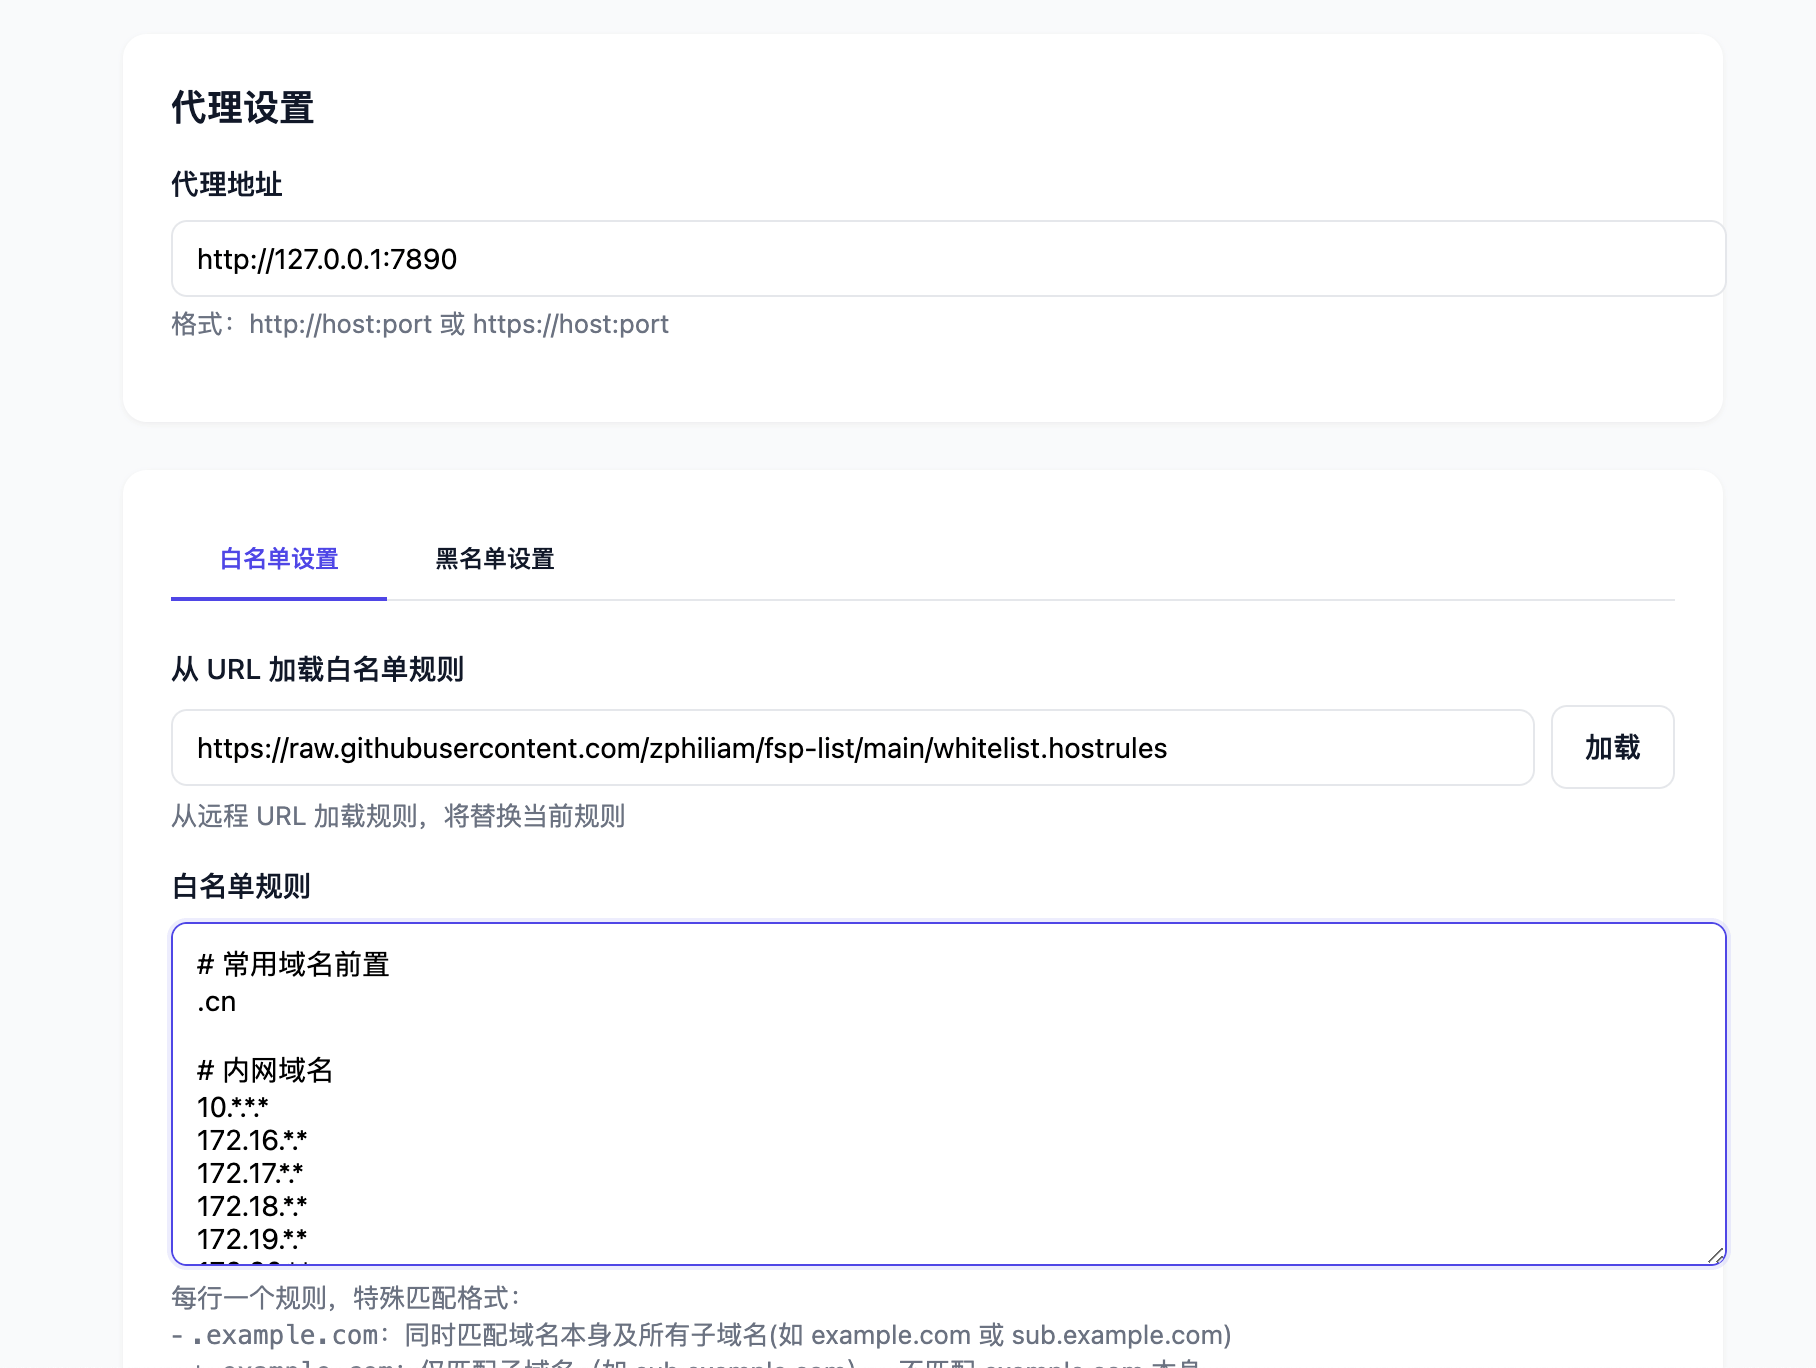 代理设置
代理地址
http://127.0.0.1:7890
格式：http://host:port 或 https://host:port
白名单设置 黑名单设置
从 URL 加载白名单规则
https://raw.githubusercontent.com/zphiliam/fsp-list/main/whitelist.hostrules 加载
从远程 URL 加载规则，将替换当前规则
白名单规则
# 常用域名前置
.cn
# 内网域名
10.*.*.*
172.16.*.*
172.17.*.*
172.18.*.*
172.19.*.*
每行一个规则，特殊匹配格式：
- .example.com：同时匹配域名本身及所有子域名(如 example.com 或 sub.example.com)